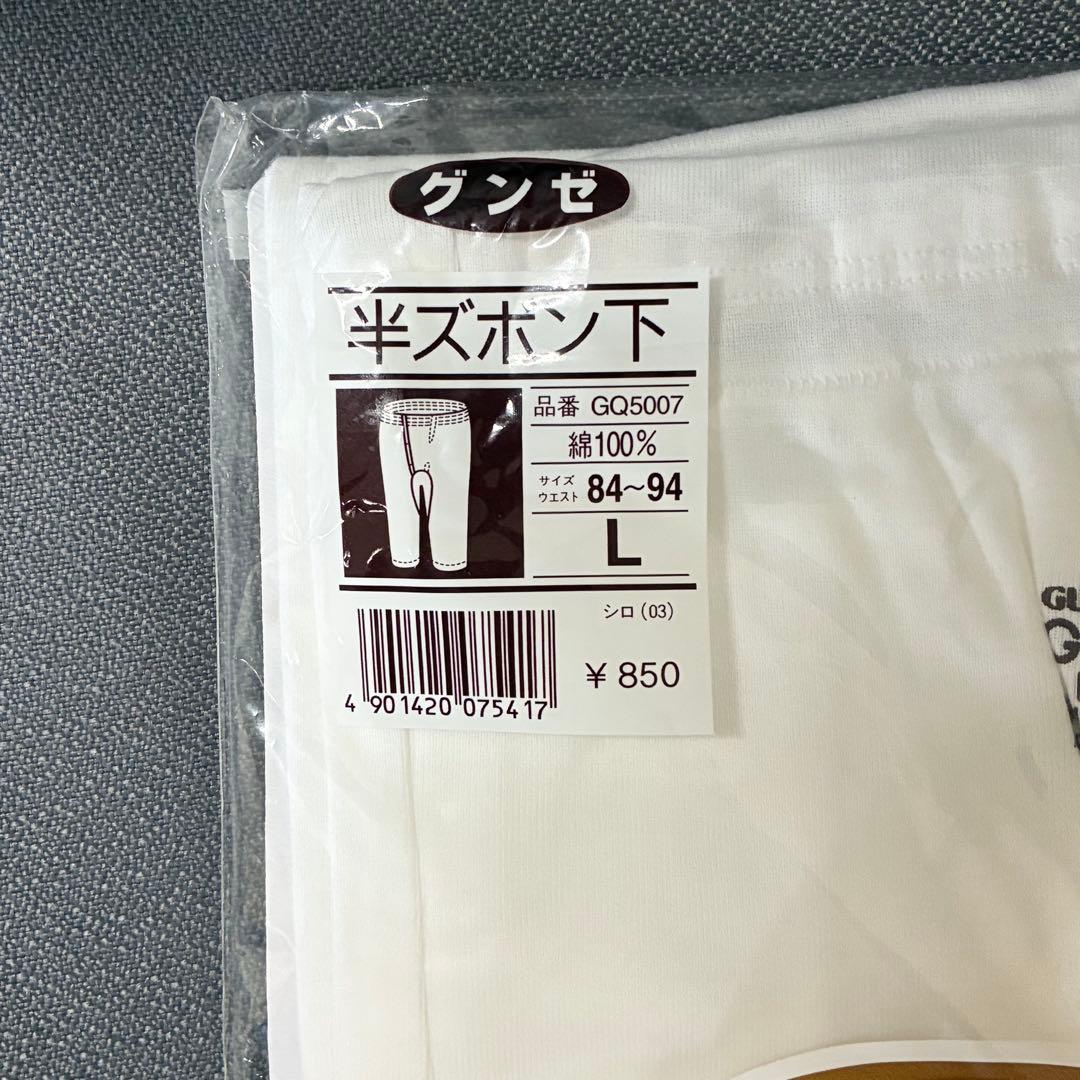 グンゼ
半ズボン下
品番 GQ5007
綿100%
サイズ
ウエスト 84〜94
L
シロ(03)
¥850
4 901420 075417
GU
G